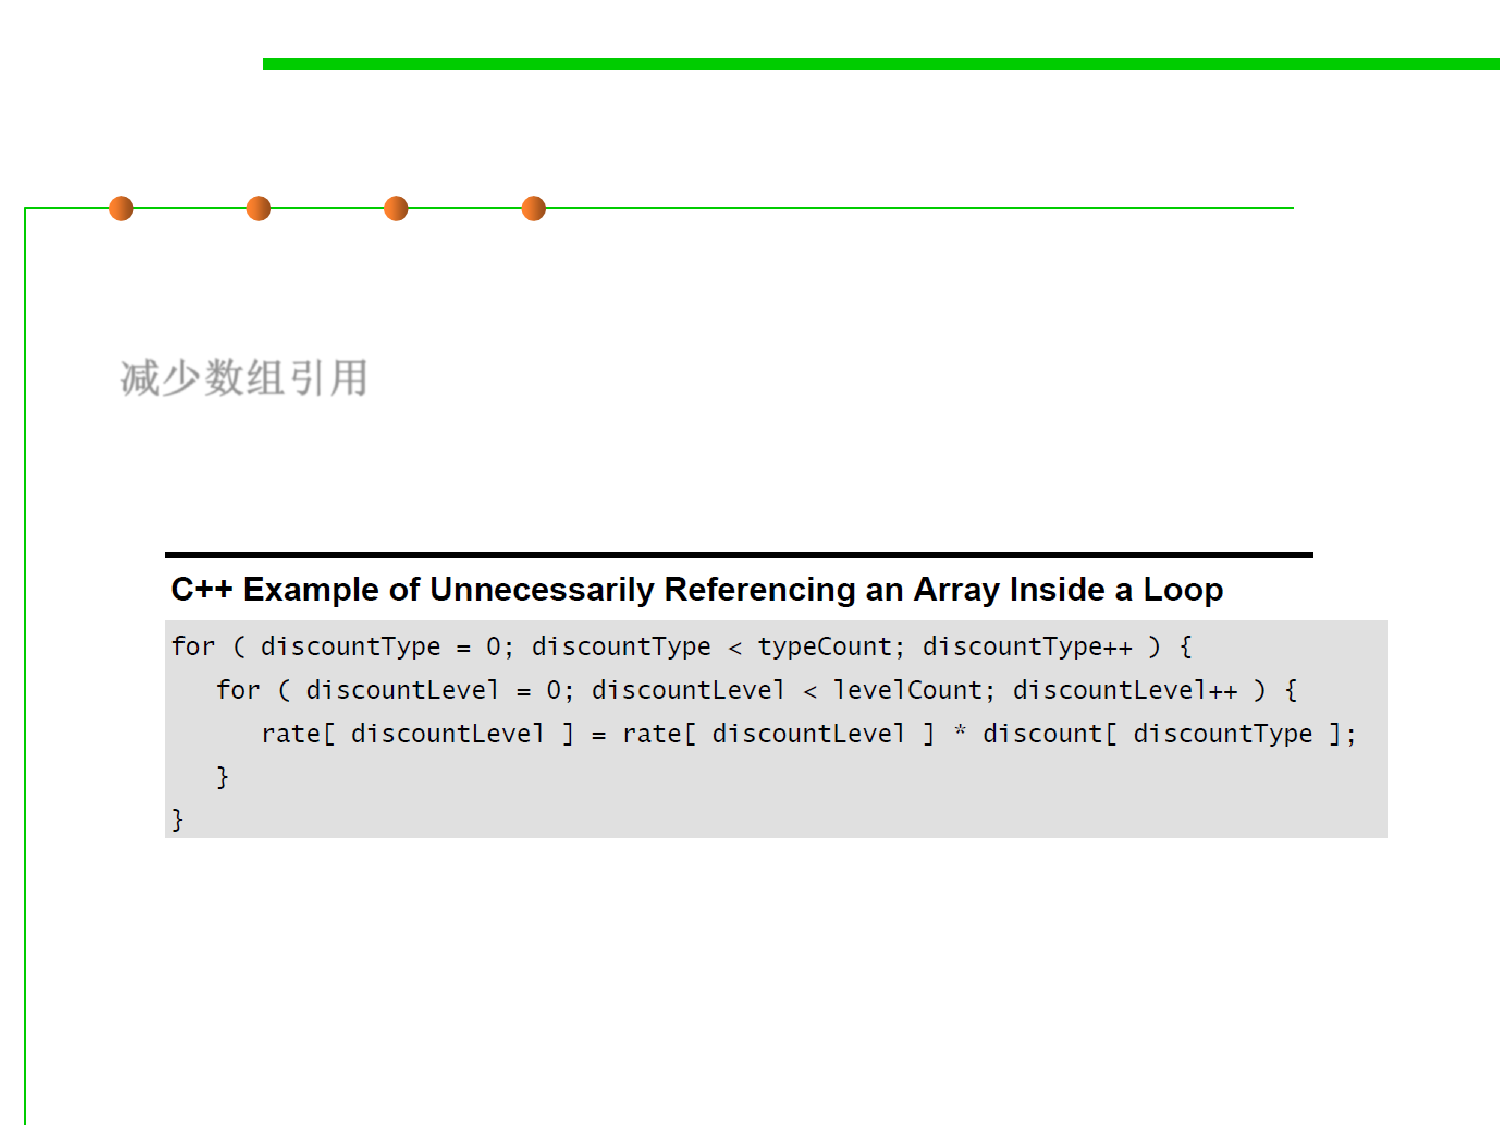 减少数组引用
C++ Example of Unnecessarily Referencing an Array Inside a Loop
for ( discountType = 0; discountType < typeCount; discountType++ ) {
   for ( discountLevel = 0; discountLevel < levelCount; discountLevel++ ) {
      rate[ discountLevel ] = rate[ discountLevel ] * discount[ discountType ];
   }
}